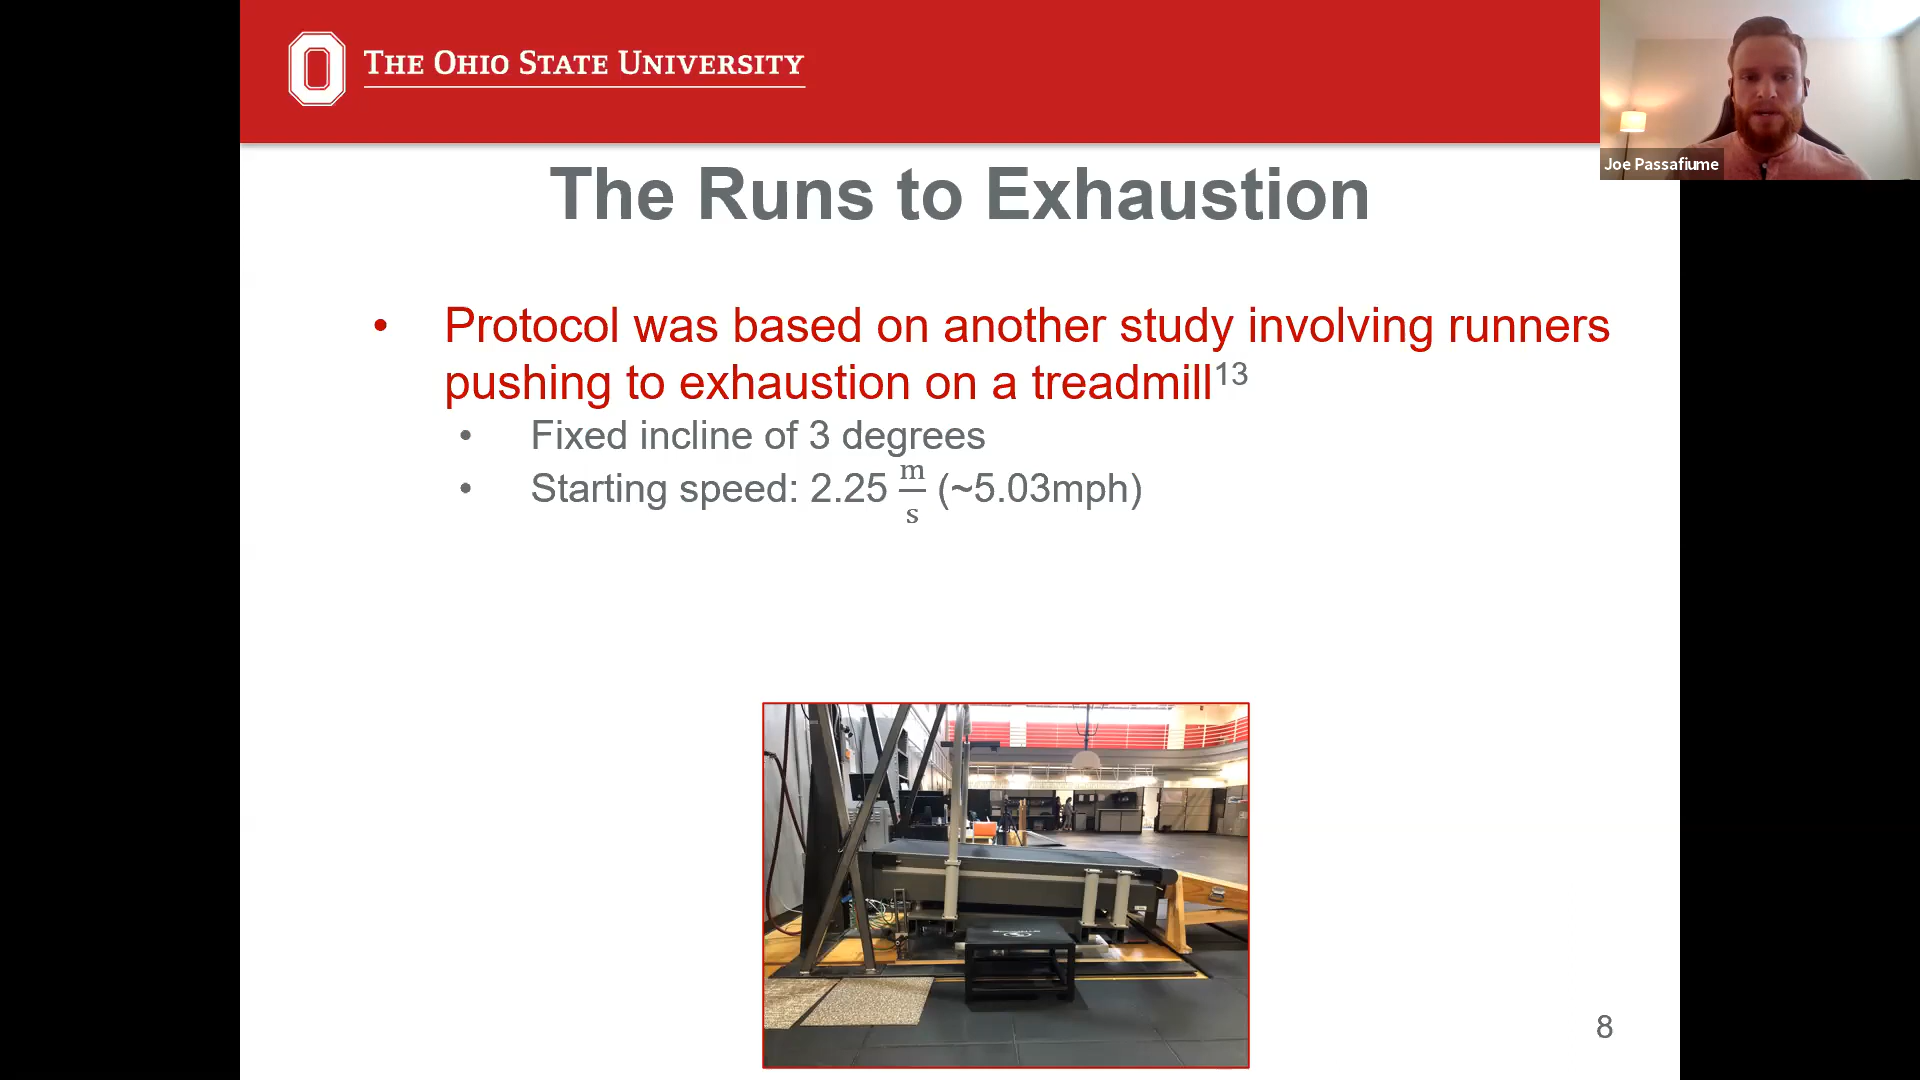 THE OHIO STATE UNIVERSITY
Joe Passafiume
The Runs to Exhaustion
• Protocol was based on another study involving runners
pushing to exhaustion on a treadmill¹³
• Fixed incline of 3 degrees
• Starting speed: 2.25 m/s (~5.03mph)
8